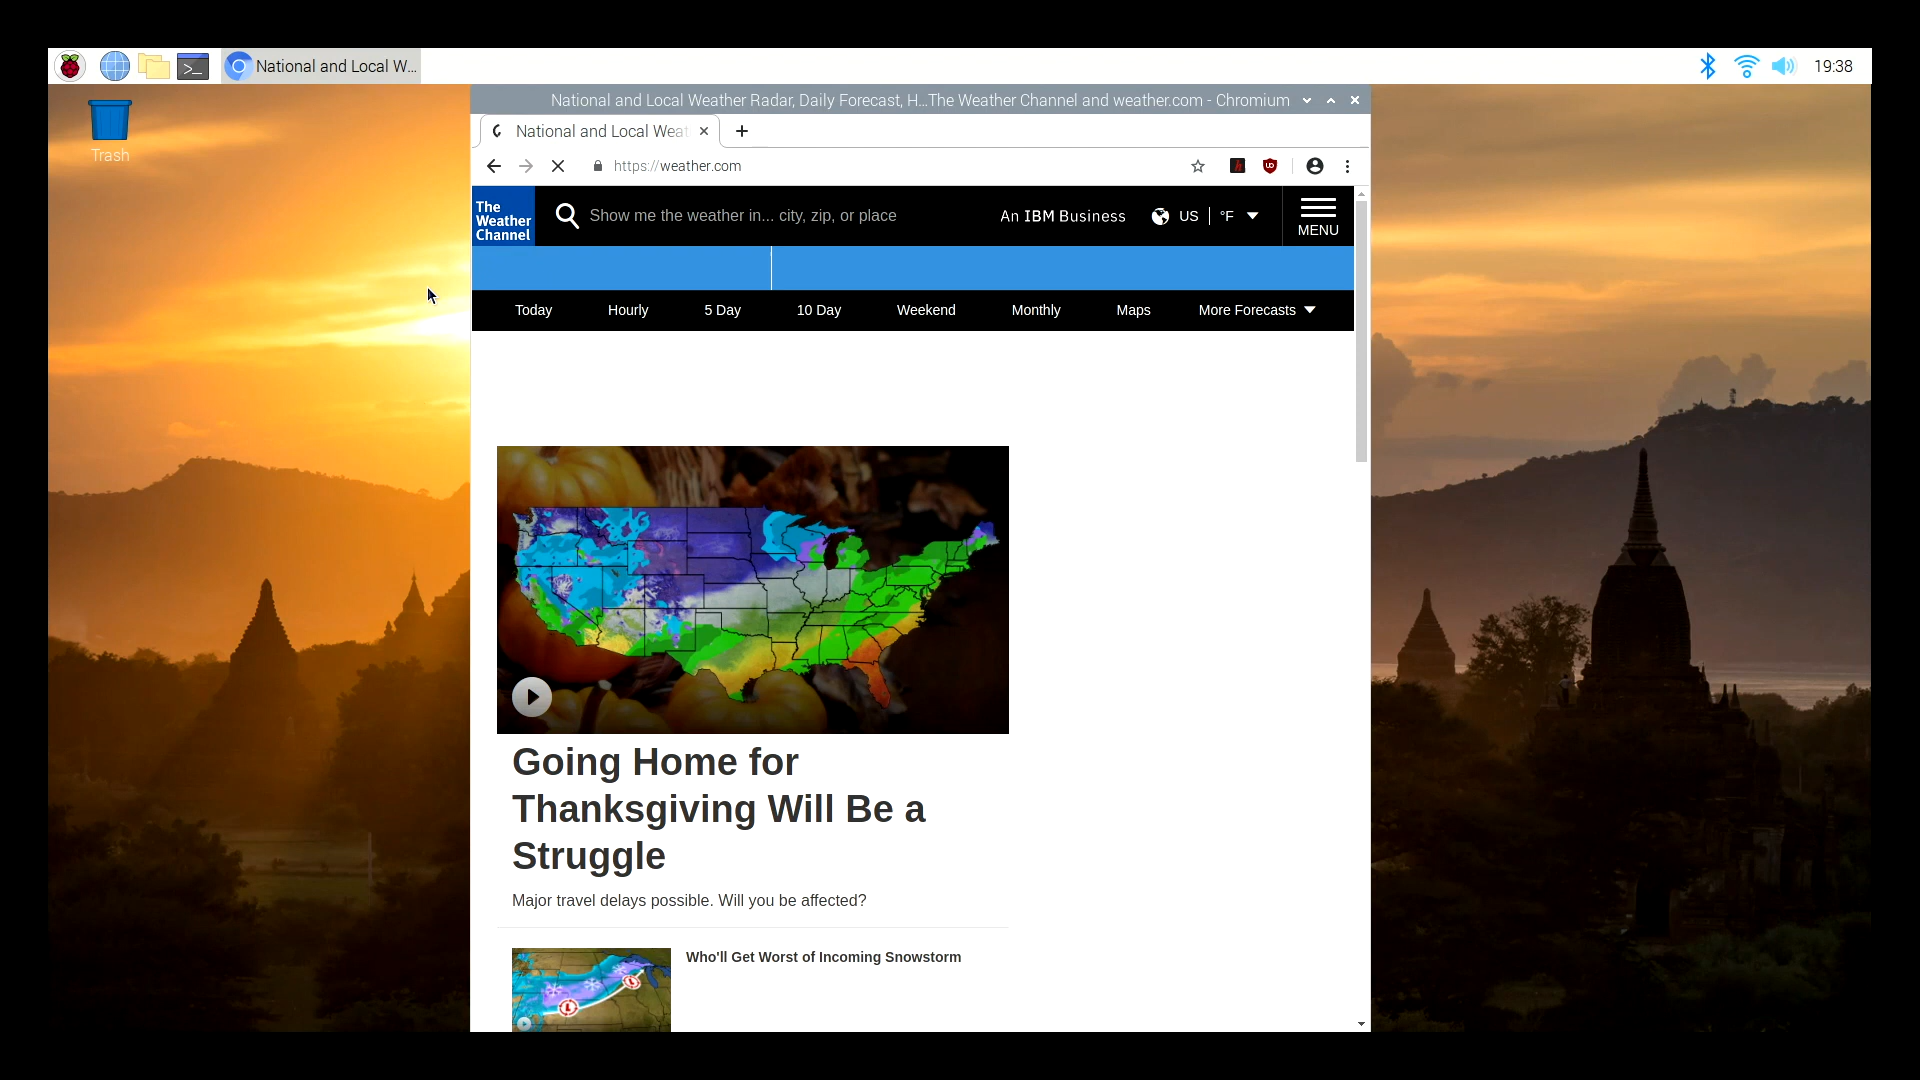 National and Local W...
19:38
Trash
National and Local Weather Radar, Daily Forecast, H...The Weather Channel and weather.com - Chromium
National and Local Weat
https://weather.com
The Weather Channel
Show me the weather in... city, zip, or place
An IBM Business
US
°F
MENU
Today
Hourly
5 Day
10 Day
Weekend
Monthly
Maps
More Forecasts
Going Home for
Thanksgiving Will Be a
Struggle
Major travel delays possible. Will you be affected?
Who'll Get Worst of Incoming Snowstorm